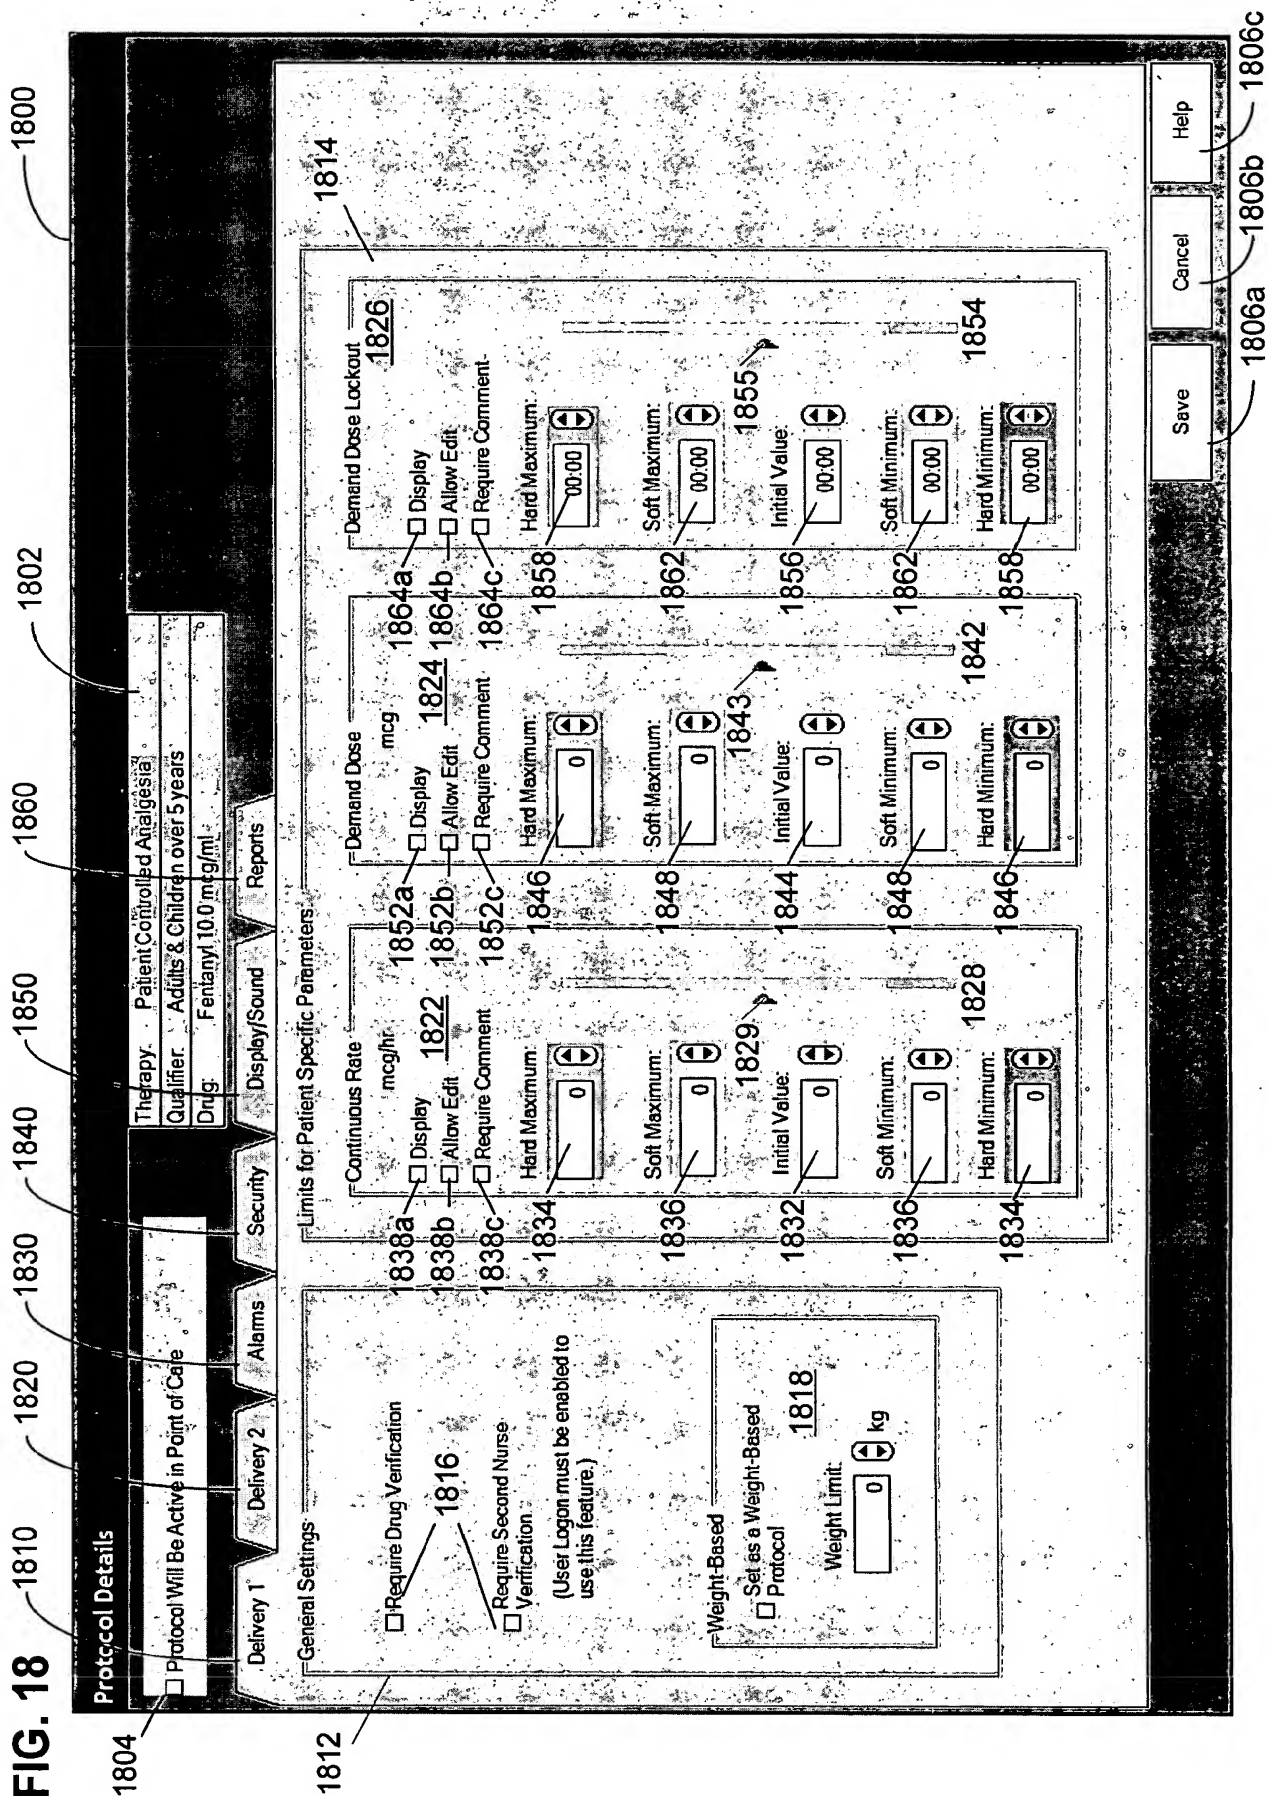 FIG. 18
1800
Protocol Details
1804
Protocol Will Be Active in Point of Care
1802
Therapy: Patient Controlled Analgesia
Qualifier: Adults & Children over 5 years
Drug: Fentanyl 10.0 mcg/ml
1810 1820 1830 1840 1850 1860
Delivery 1 Delivery 2 Alarms Security Display/Sound Reports
1812
General Settings
Require Drug Verification
1816
Require Second Nurse
Verification
(User Logon must be enabled to
use this feature.)
Weight-Based
Set as a Weight-Based
Protocol
1818
Weight Limit:
0 kg
1814
Limits for Patient Specific Parameters
Continuous Rate
mcg/hr
1838a Display
1838b Allow Edit 1822
1838c Require Comment
Hard Maximum:
1834 0
Soft Maximum:
1836 0
1829
Initial Value:
1832 0
Soft Minimum:
1836 0
1828
Hard Minimum:
1834 0
Demand Dose
mcg
1852a Display
1852b Allow Edit 1824
1852c Require Comment
Hard Maximum:
1846 0
Soft Maximum:
1848 0
1843
Initial Value:
1844 0
Soft Minimum:
1848 0
1842
Hard Minimum:
1846 0
Demand Dose Lockout
1826
1864a Display
1864b Allow Edit
1864c Require Comment
Hard Maximum:
1858 00:00
Soft Maximum:
1862 00:00
1855
Initial Value:
1856 00:00
Soft Minimum:
1862 00:00
1854
Hard Minimum:
1858 00:00
Save Cancel Help
1806a 1806b 1806c